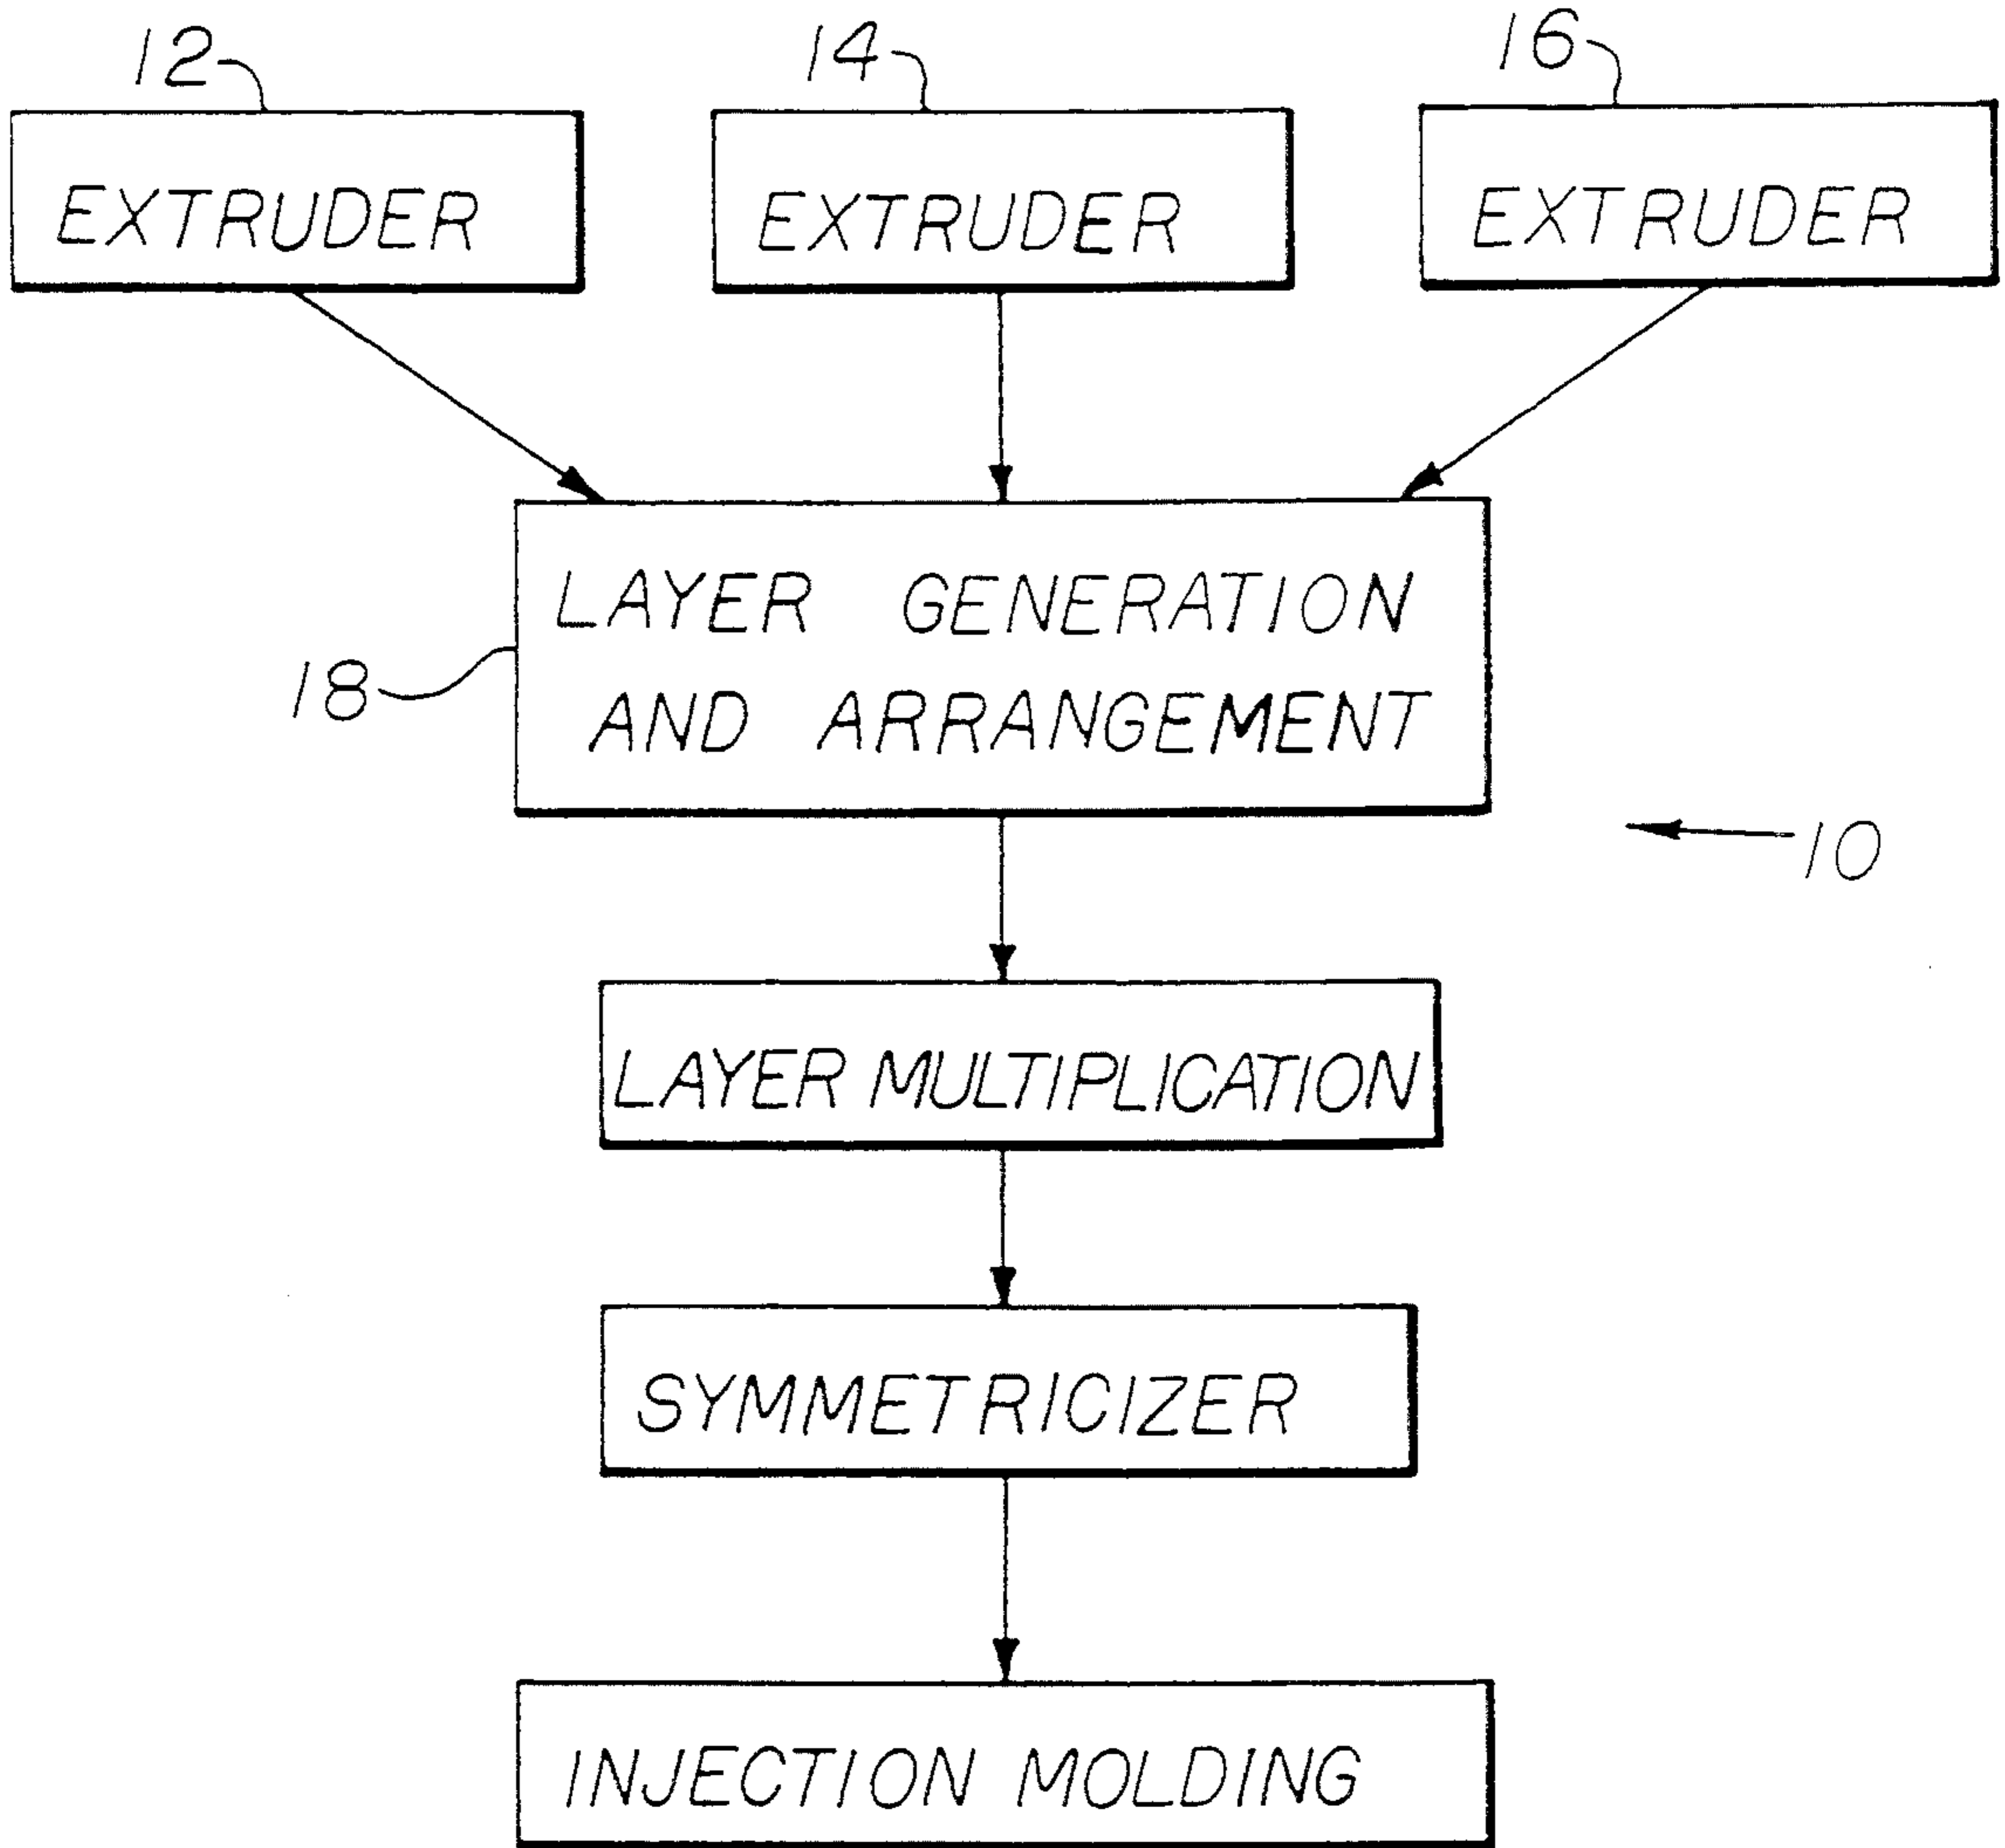 12
14
16
EXTRUDER
EXTRUDER
EXTRUDER
LAYER GENERATION
AND ARRANGEMENT
18
10
LAYER MULTIPLICATION
SYMMETRICIZER
INJECTION MOLDING